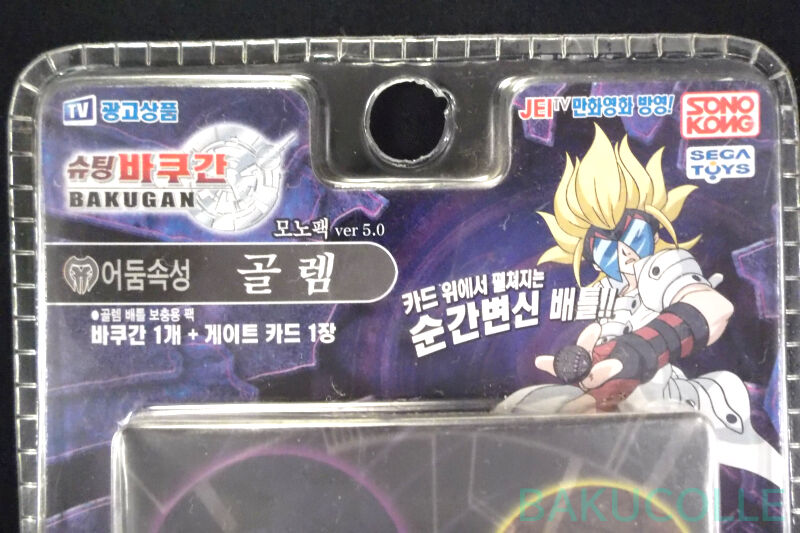 TV 광고상품
JEI TV 만화영화 방영!
SONO KONG
SEGA TOYS
슈팅 바쿠간
BAKUGAN
모노팩 ver 5.0
어둠속성 골렘
●골렘 배틀 보충용 팩
바쿠간 1개 + 게이트 카드 1장
카드 위에서 펼쳐지는
순간변신 배틀!!
BAKUCOLLE